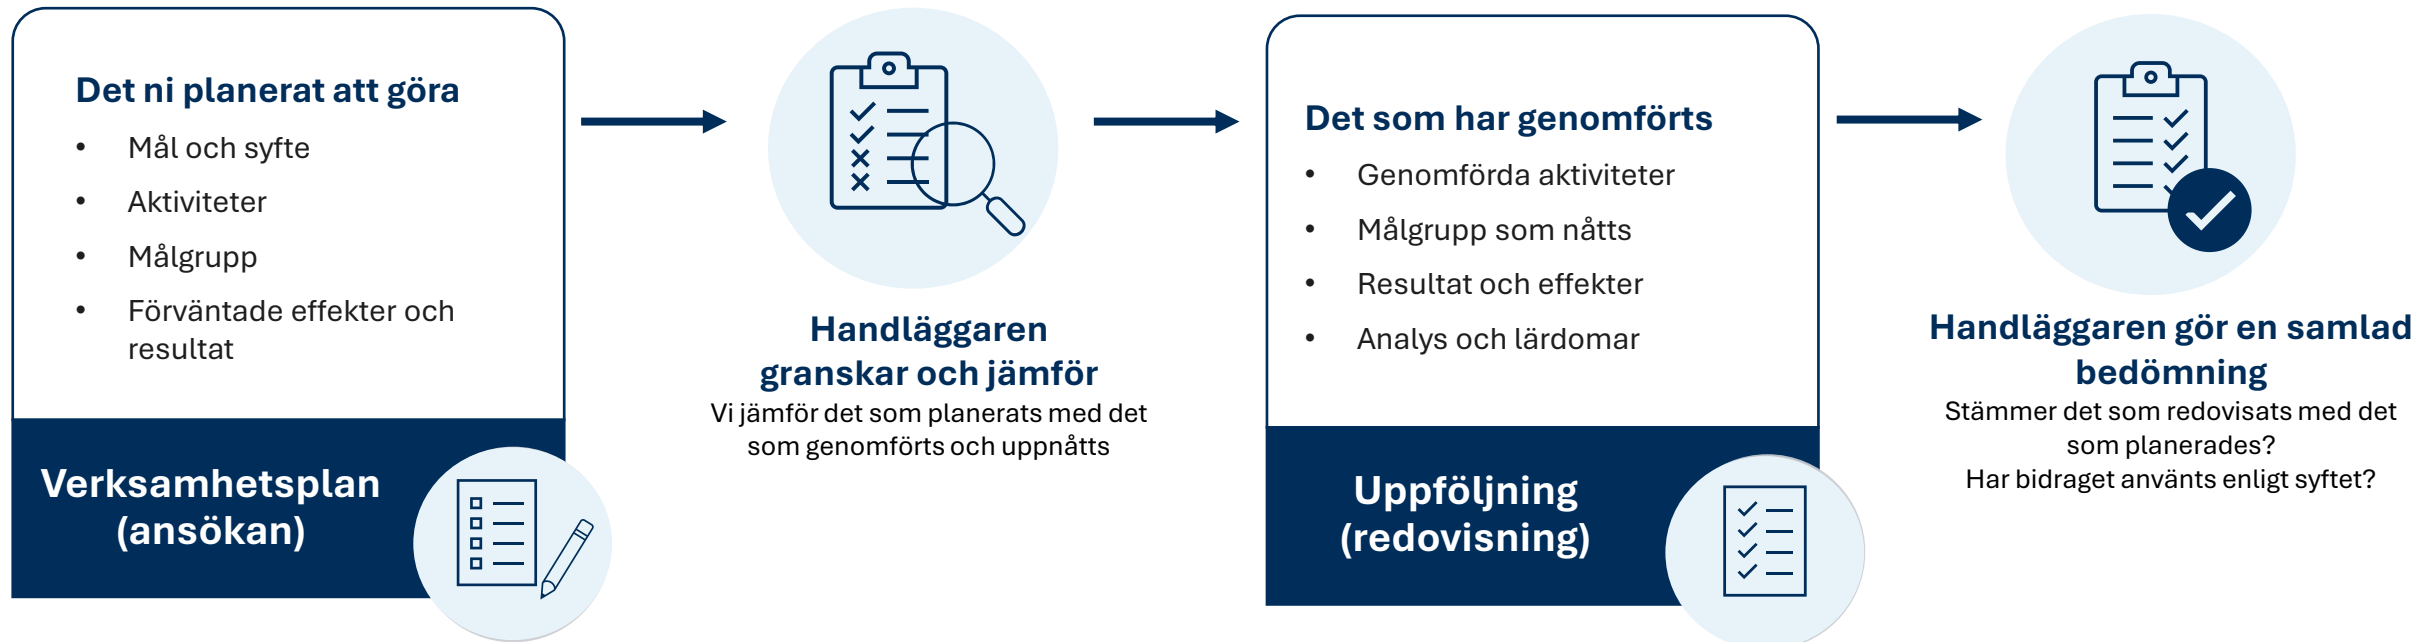 Det ni planerat att göra
• Mål och syfte
• Aktiviteter
• Målgrupp
• Förväntade effekter och
resultat
Verksamhetsplan
(ansökan)
Handläggaren
granskar och jämför
Vi jämför det som planerats med det
som genomförts och uppnåtts
Det som har genomförts
• Genomförda aktiviteter
• Målgrupp som nåtts
• Resultat och effekter
• Analys och lärdomar
Uppföljning
(redovisning)
Handläggaren gör en samlad
bedömning
Stämmer det som redovisats med det
som planerades?
Har bidraget använts enligt syftet?